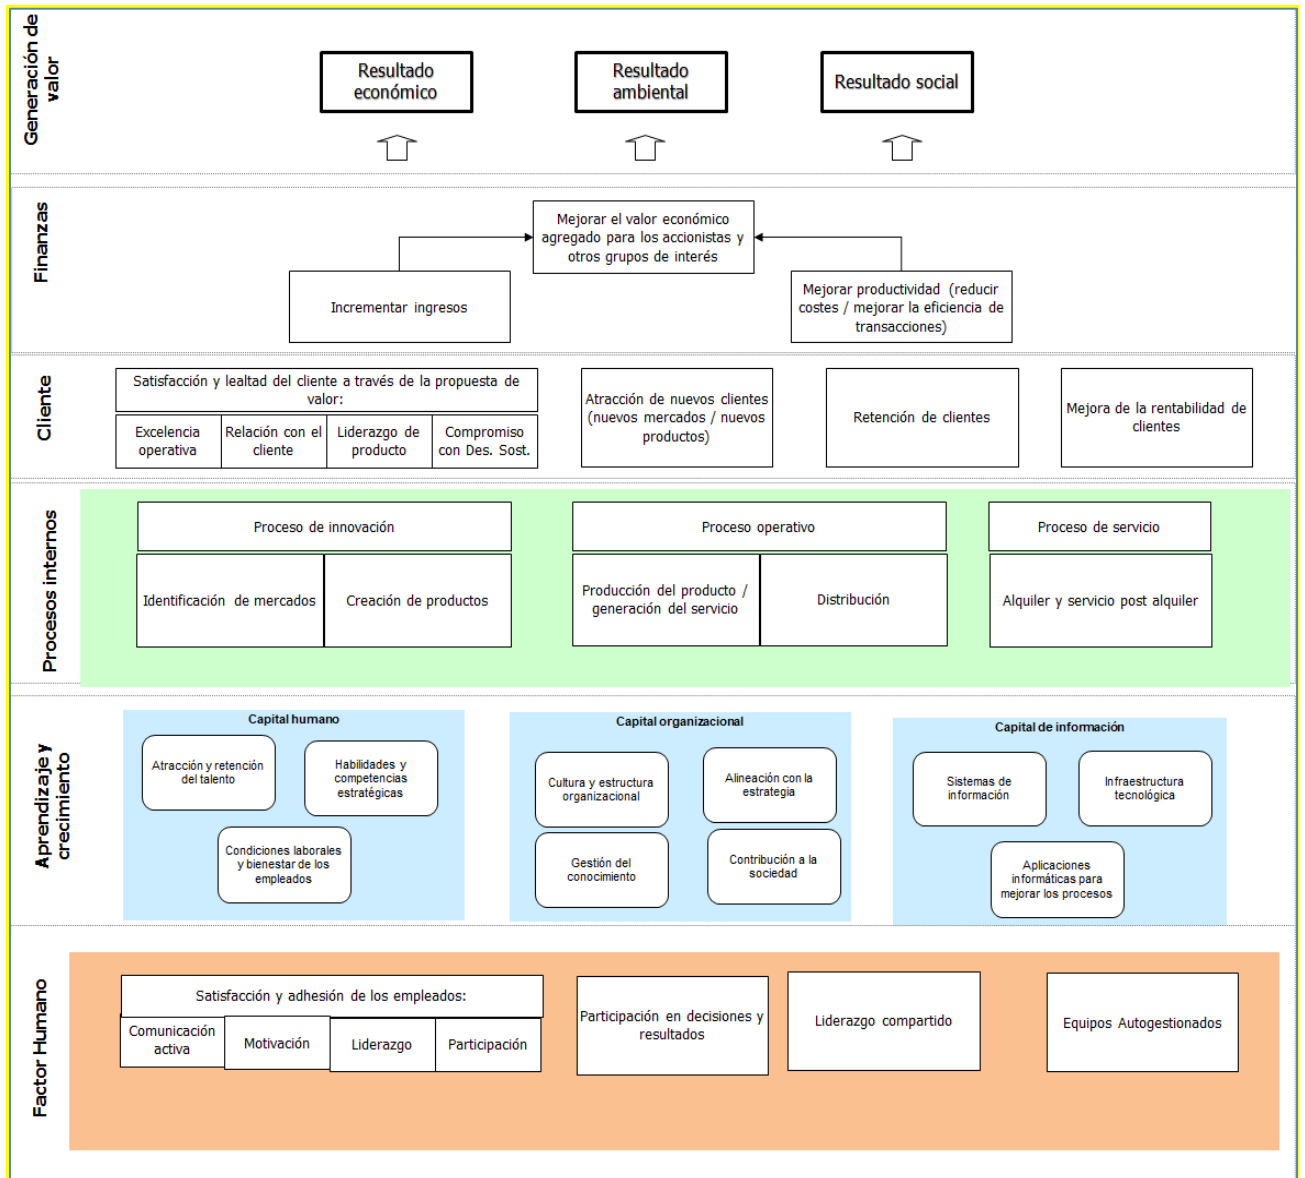 Generación de
valor
Resultado
económico
Resultado
ambiental
Resultado social
Finanzas
Mejorar el valor económico
agregado para los accionistas y
otros grupos de interés
Incrementar ingresos
Mejorar productividad (reducir
costes / mejorar la eficiencia de
transacciones)
Cliente
Satisfacción y lealtad del cliente a través de la propuesta de
valor:
Excelencia
operativa
Relación con el
cliente
Liderazgo de
producto
Compromiso
con Des. Sost.
Atracción de nuevos clientes
(nuevos mercados / nuevos
productos)
Retención de clientes
Mejora de la rentabilidad de
clientes
Procesos internos
Proceso de innovación
Identificación de mercados
Creación de productos
Proceso operativo
Producción del producto /
generación del servicio
Distribución
Proceso de servicio
Alquiler y servicio post alquiler
Aprendizaje y
crecimiento
Capital humano
Atracción y retención
del talento
Habilidades y
competencias
estratégicas
Condiciones laborales
y bienestar de los
empleados
Capital organizacional
Cultura y estructura
organizacional
Alineación con la
estrategia
Gestión del
conocimiento
Contribución a la
sociedad
Capital de información
Sistemas de
información
Infraestructura
tecnológica
Aplicaciones
informáticas para
mejorar los procesos
Factor Humano
Satisfacción y adhesión de los empleados:
Comunicación
activa
Motivación
Liderazgo
Participación
Participación en decisiones y
resultados
Liderazgo compartido
Equipos Autogestionados